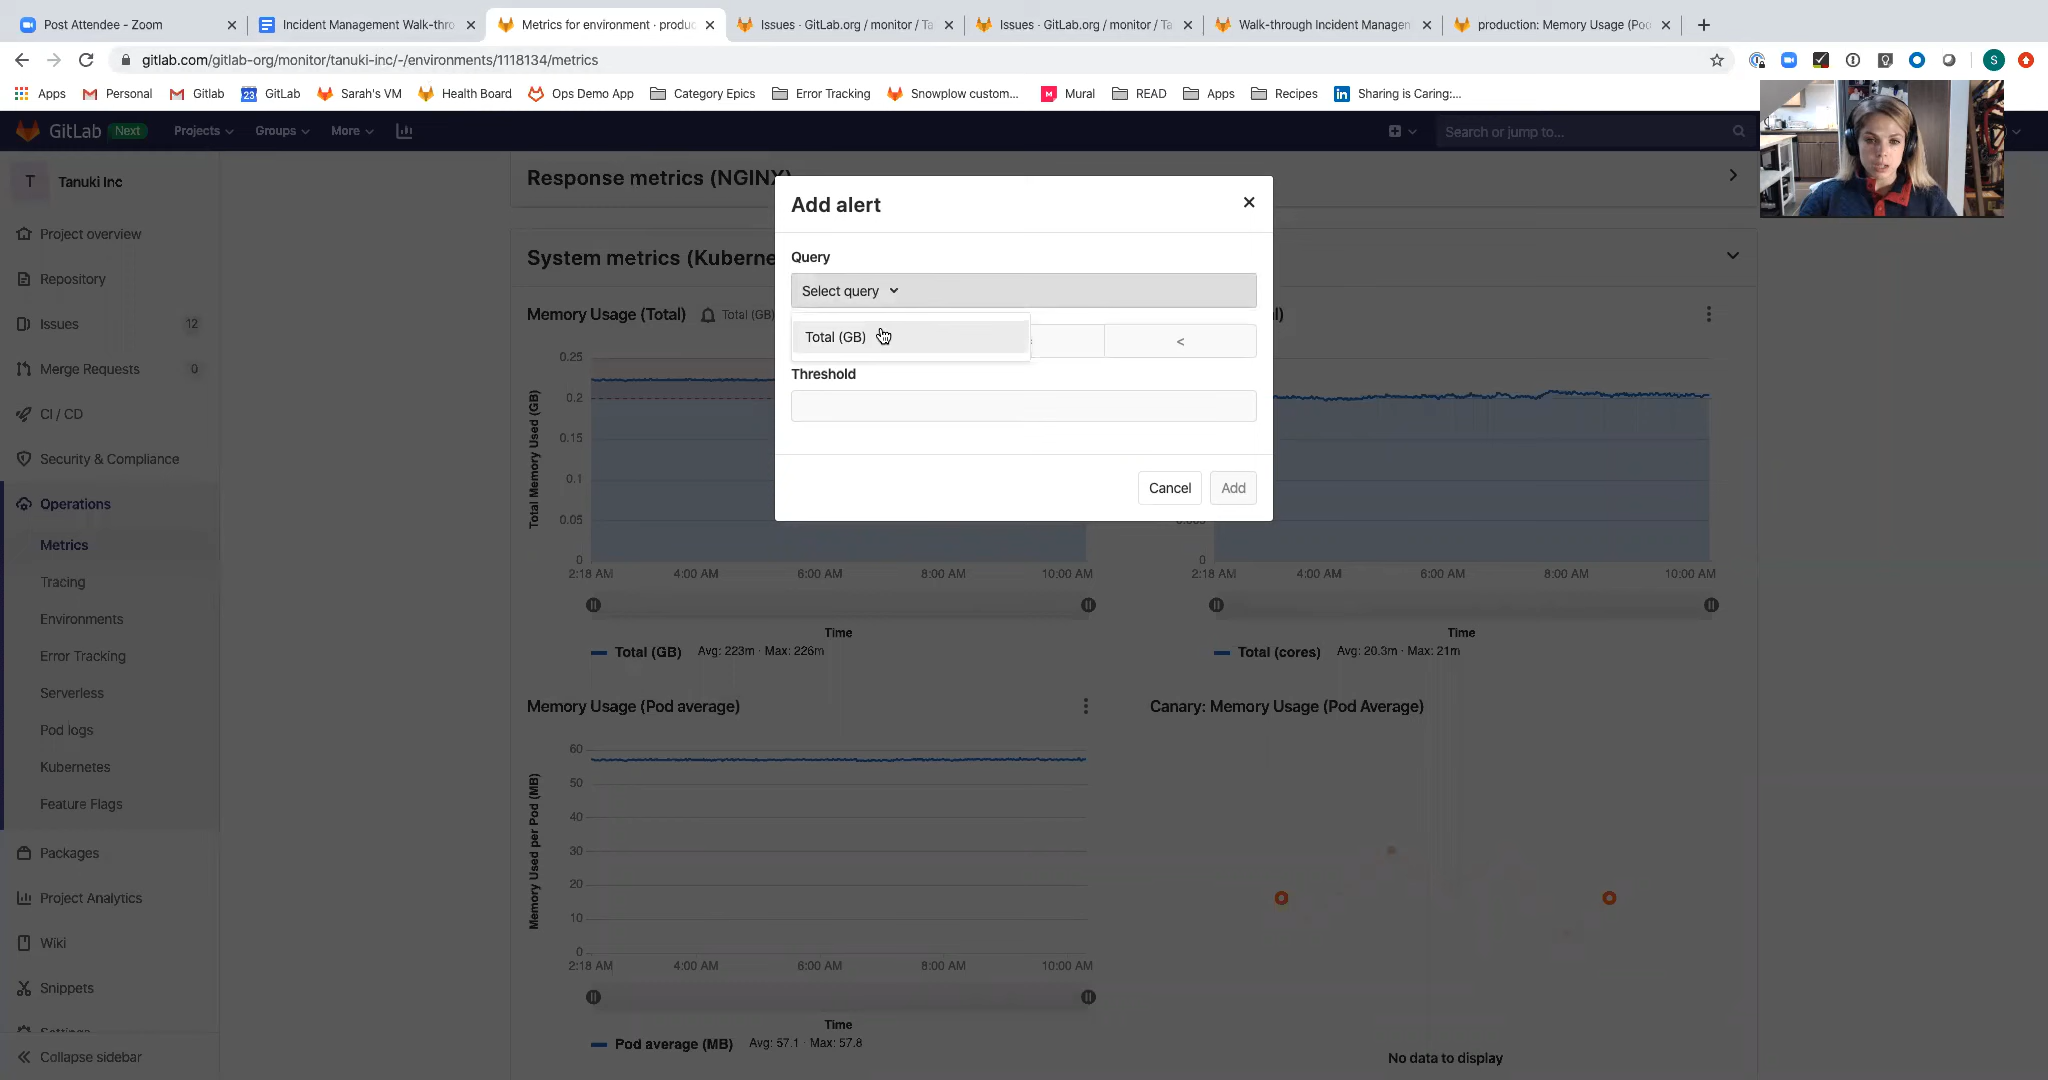 Post Attendee - Zoom
Incident Management Walk-thro
Metrics for environment · produc
Issues · GitLab.org / monitor / Ta
Issues · GitLab.org / monitor / Ta
Walk-through Incident Managen
production: Memory Usage (Poo
gitlab.com/gitlab-org/monitor/tanuki-inc/-/environments/1118134/metrics
S
Apps
Personal
Gitlab
23
GitLab
Sarah's VM
Health Board
Ops Demo App
Category Epics
Error Tracking
Snowplow custom...
M
Mural
READ
Apps
Recipes
in
Sharing is Caring:...
GitLab
Next
Projects
Groups
More
Search or jump to...
T
Tanuki Inc
Project overview
Repository
Issues
12
Merge Requests
0
CI / CD
Security & Compliance
Operations
Metrics
Tracing
Environments
Error Tracking
Serverless
Pod logs
Kubernetes
Feature Flags
Packages
Project Analytics
Wiki
Snippets
Settings
Collapse sidebar
Response metrics (NGINX)
System metrics (Kuberne
Add alert
Query
Select query
Total (GB)
<
Threshold
Cancel
Add
Memory Usage (Total)
Total (GB)
Total Memory Used (GB)
0.25
0.2
0.15
0.1
0.05
0
2:18 AM
4:00 AM
6:00 AM
8:00 AM
10:00 AM
Time
Total (GB)
Avg: 223m · Max: 226m
0
2:18 AM
4:00 AM
6:00 AM
8:00 AM
10:00 AM
Time
Total (cores)
Avg: 20.3m · Max: 21m
Memory Usage (Pod average)
Memory Used per Pod (MB)
60
50
40
30
20
10
0
2:18 AM
4:00 AM
6:00 AM
8:00 AM
10:00 AM
Time
Pod average (MB)
Avg: 57.1 · Max: 57.8
Canary: Memory Usage (Pod Average)
No data to display